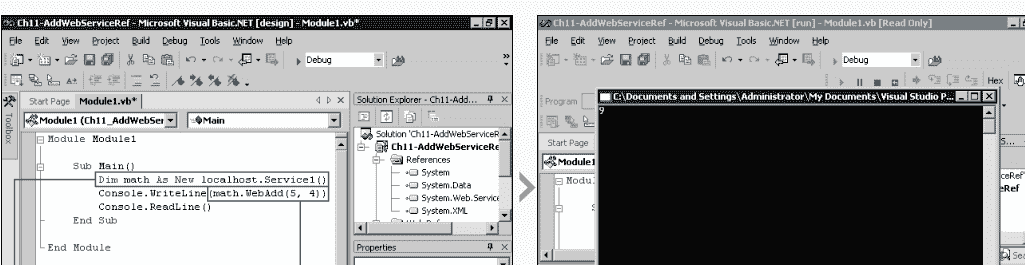 Ch11-AddWebServiceRef - Microsoft Visual Basic.NET [design] - Module1.vb*
File Edit View Project Build Debug Tools Window Help
Debug
Start Page Module1.vb*
Toolbox
Module1 (Ch11_AddWebSer
Main
Module Module1
Sub Main()
Dim math As New localhost.Service1()
Console.WriteLine(math.WebAdd(5, 4))
Console.ReadLine()
End Sub
End Module
Solution Explorer - Ch11-Add...
Solution 'Ch11-AddWebServiceR
Ch11-AddWebServiceRe
References
System
System.Data
System.Web.Service
System.XML
Properties
Ch11-AddWebServiceRef - Microsoft Visual Basic.NET [run] - Module1.vb [Read Only]
File Edit View Project Build Debug Tools Window Help
Debug
Hex
Program
C:\Documents and Settings\Administrator\My Documents\Visual Studio P...
9
Start Page
Module1
Modul
S
S...
ceRef'
eRef
Sea